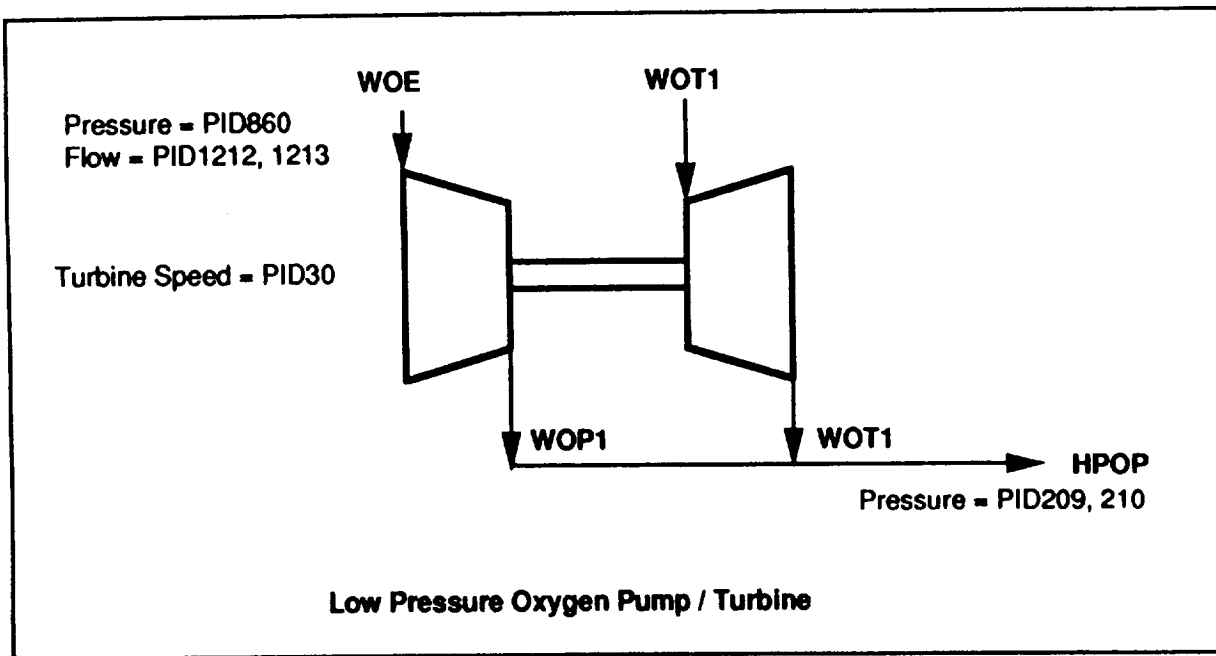 WOE
WOT1
Pressure = PID860
Flow = PID1212, 1213
Turbine Speed = PID30
WOP1
WOT1
HPOP
Pressure = PID209, 210
Low Pressure Oxygen Pump / Turbine